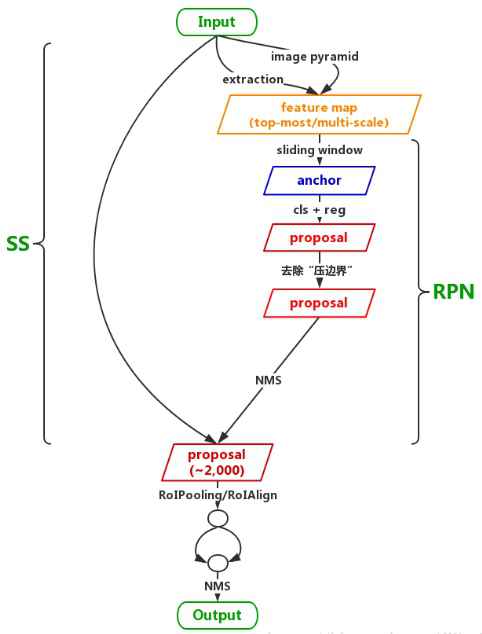 Input
image pyramid
extraction
feature map
(top-most/multi-scale)
sliding window
anchor
cls + reg
proposal
SS
去除 “压边界”
RPN
proposal
NMS
proposal
(~2,000)
RoIPooling/RoIAlign
NMS
Output